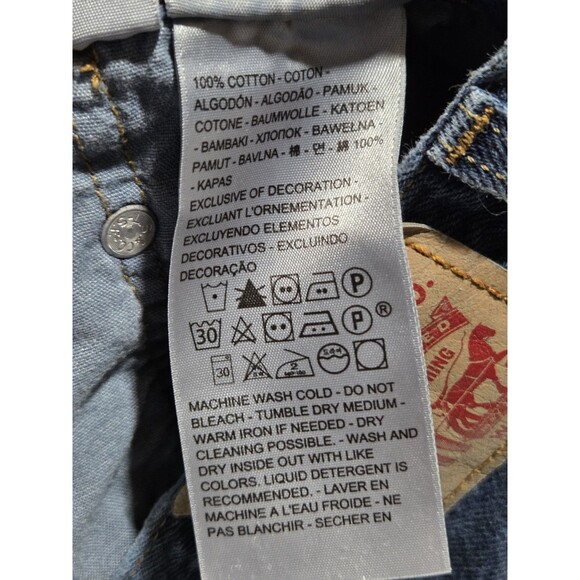 100% COTTON - COTON -
ALGODÓN - ALGODÃO - PAMUK -
COTONE - BAUMWOLLE - KATOEN
- BAMBAKI - ХЛОПОК - BAWEŁNA -
PAMUT - BAVLNA - 棉 - 면 - 綿 100%
- KAPAS
EXCLUSIVE OF DECORATION -
EXCLUANT L'ORNEMENTATION -
EXCLUYENDO ELEMENTOS
DECORATIVOS - EXCLUINDO
DECORAÇÃO
P
30 P ®
30 2
MACHINE WASH COLD - DO NOT
BLEACH - TUMBLE DRY MEDIUM -
WARM IRON IF NEEDED - DRY
CLEANING POSSIBLE. - WASH AND
DRY INSIDE OUT WITH LIKE
COLORS. LIQUID DETERGENT IS
RECOMMENDED. - LAVER EN
MACHINE A L'EAU FROIDE - NE
PAS BLANCHIR - SECHER EN